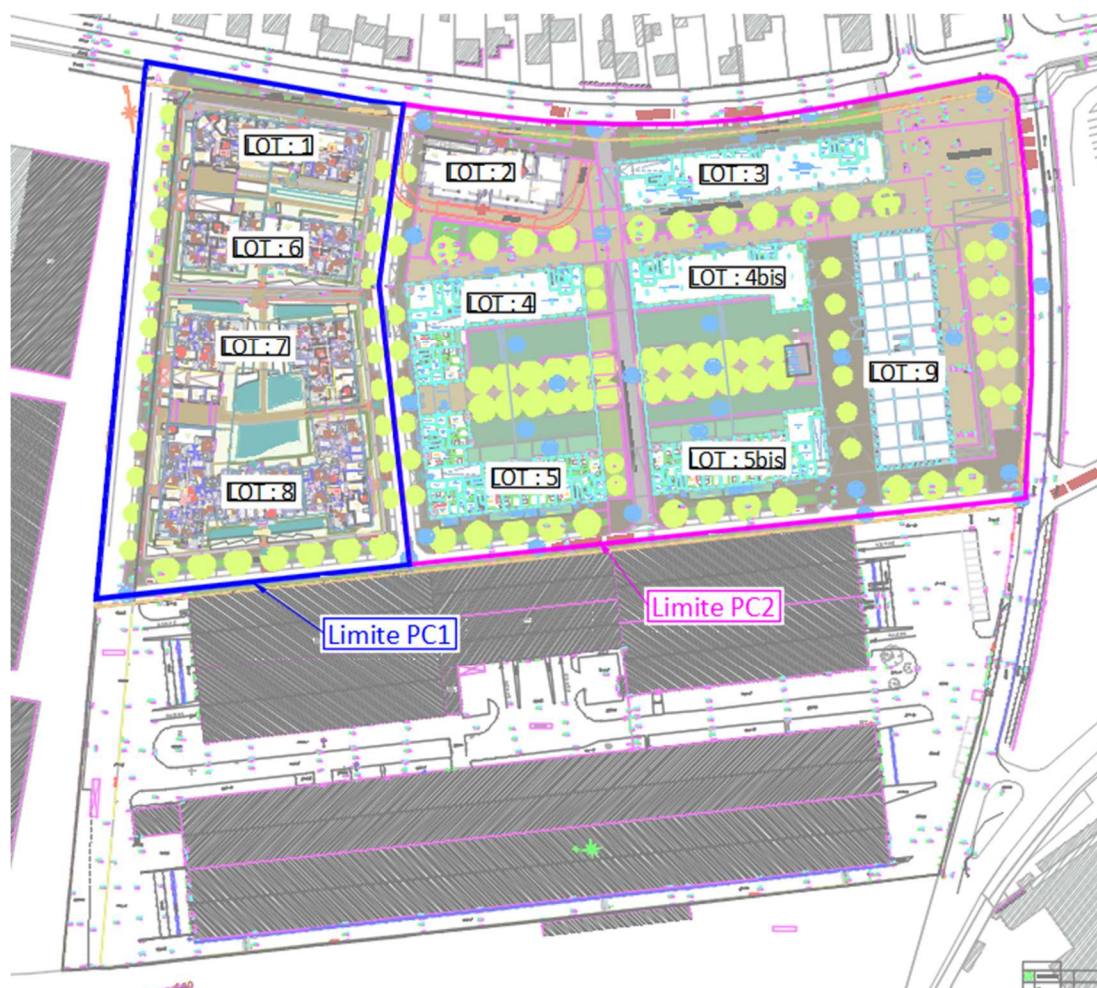 LOT : 1
LOT : 2
LOT : 3
LOT : 6
LOT : 4
LOT : 4bis
LOT : 7
LOT : 9
LOT : 8
LOT : 5
LOT : 5bis
Limite PC1
Limite PC2